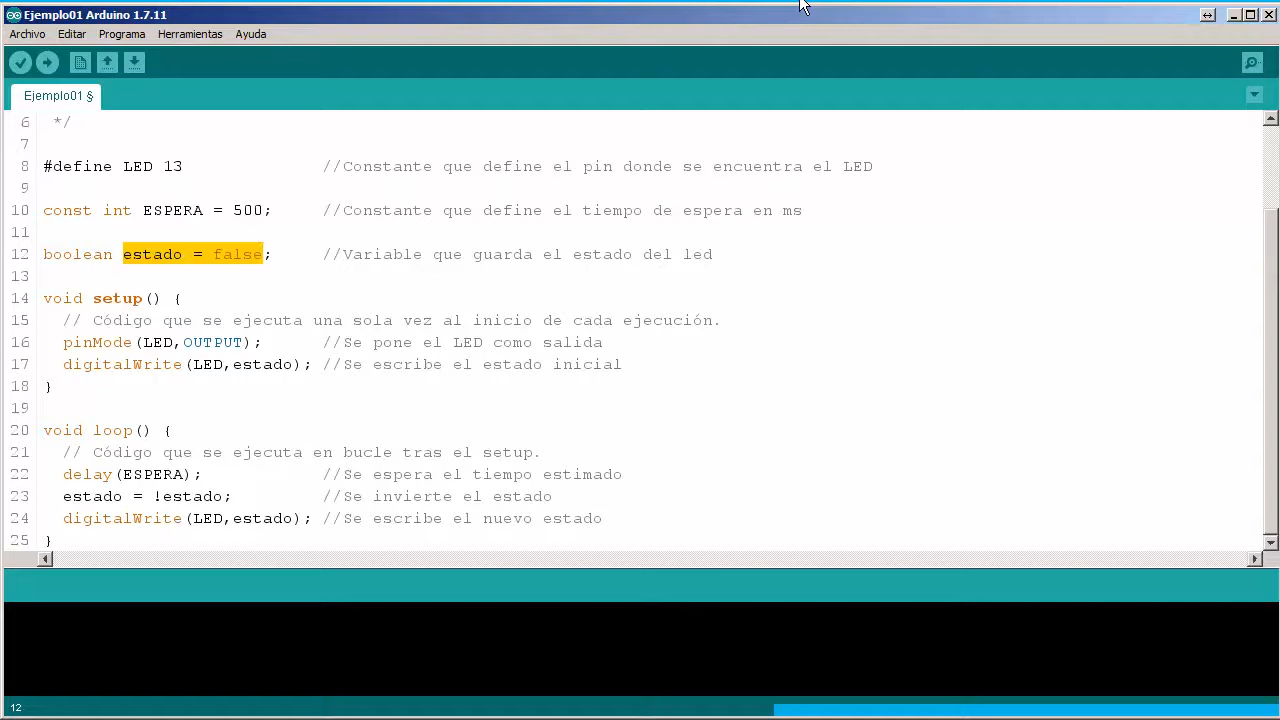 Ejemplo01 Arduino 1.7.11
Archivo Editar Programa Herramientas Ayuda
Ejemplo01 §
6 */
7
8 #define LED 13 //Constante que define el pin donde se encuentra el LED
9
10 const int ESPERA = 500; //Constante que define el tiempo de espera en ms
11
12 boolean estado = false; //Variable que guarda el estado del led
13
14 void setup() {
15 // Código que se ejecuta una sola vez al inicio de cada ejecución.
16 pinMode(LED,OUTPUT); //Se pone el LED como salida
17 digitalWrite(LED,estado); //Se escribe el estado inicial
18 }
19
20 void loop() {
21 // Código que se ejecuta en bucle tras el setup.
22 delay(ESPERA); //Se espera el tiempo estimado
23 estado = !estado; //Se invierte el estado
24 digitalWrite(LED,estado); //Se escribe el nuevo estado
25 }
12